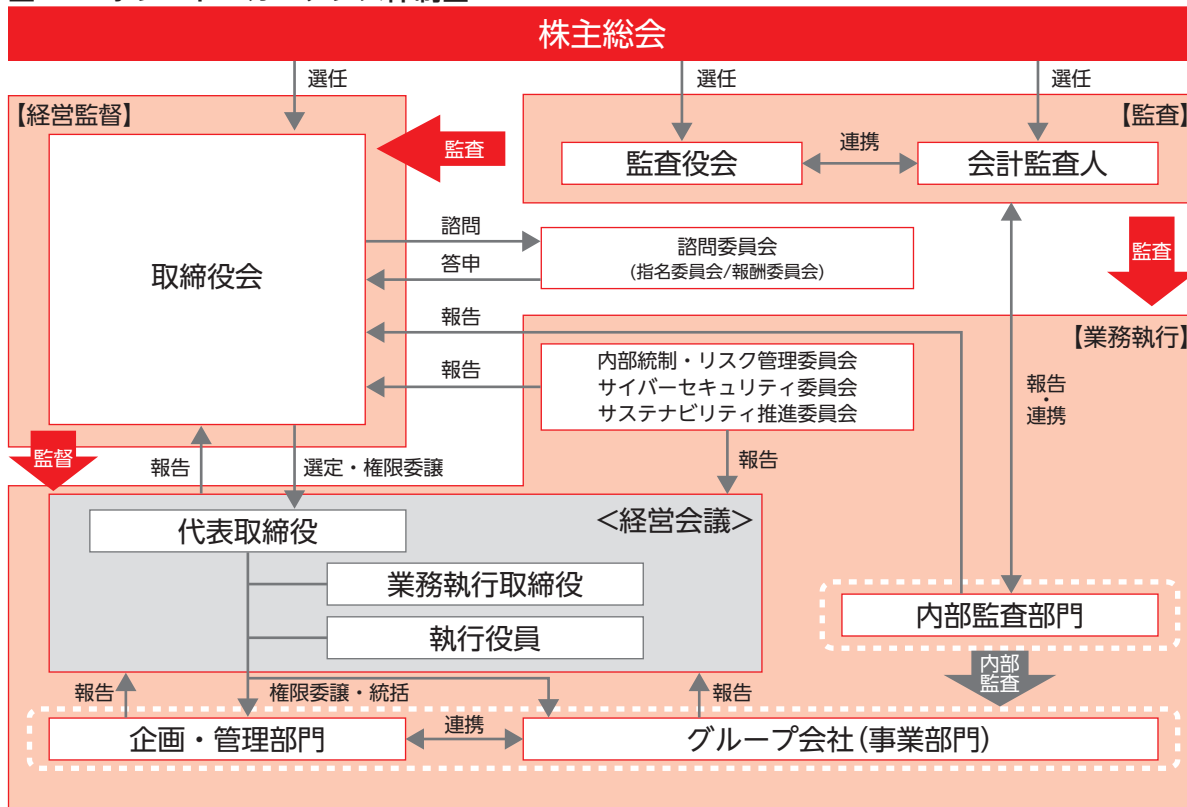 株主総会
選任
選任
選任
【経営監督】
【監査】
監査
監査役会
連携
会計監査人
取締役会
諮問
答申
諮問委員会
(指名委員会/報酬委員会)
監査
報告
【業務執行】
報告
内部統制・リスク管理委員会
サイバーセキュリティ委員会
サステナビリティ推進委員会
報告
・
連携
監督
報告
選定・権限委譲
報告
<経営会議>
代表取締役
業務執行取締役
執行役員
内部監査部門
内部
監査
報告
権限委譲・統括
報告
企画・管理部門
連携
グループ会社(事業部門)